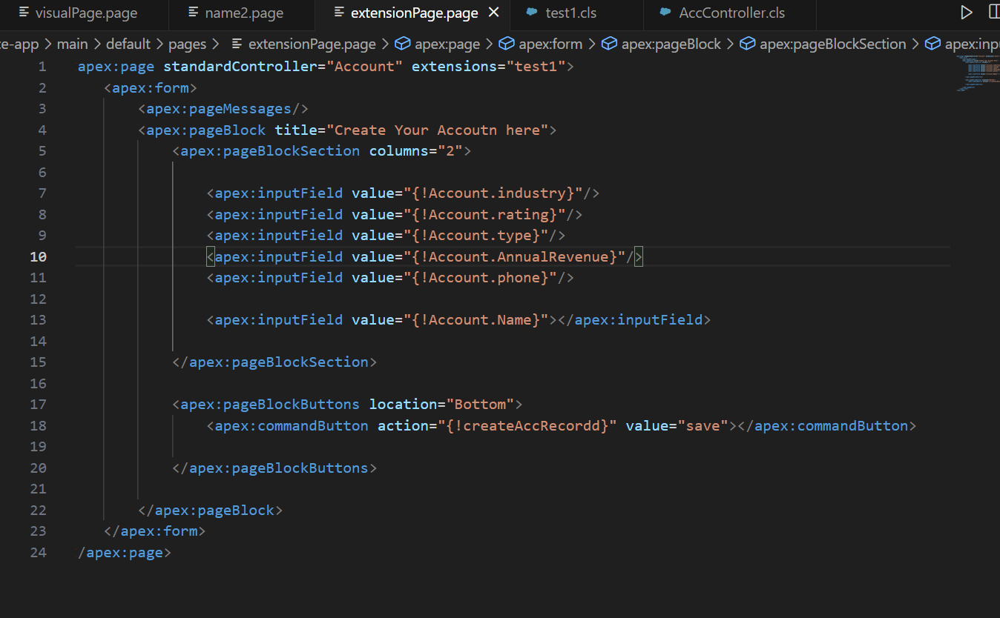 visualPage.page name2.page extensionPage.page test1.cls AccController.cls
e-app > main > default > pages > extensionPage.page > apex:page > apex:form > apex:pageBlock > apex:pageBlockSection > apex:inp
1 apex:page standardController="Account" extensions="test1">
2 <apex:form>
3 <apex:pageMessages/>
4 <apex:pageBlock title="Create Your Accoutn here">
5 <apex:pageBlockSection columns="2">
6
7 <apex:inputField value="{!Account.industry}"/>
8 <apex:inputField value="{!Account.rating}"/>
9 <apex:inputField value="{!Account.type}"/>
10 <apex:inputField value="{!Account.AnnualRevenue}"/>
11 <apex:inputField value="{!Account.phone}"/>
12
13 <apex:inputField value="{!Account.Name}"></apex:inputField>
14
15 </apex:pageBlockSection>
16
17 <apex:pageBlockButtons location="Bottom">
18 <apex:commandButton action="{!createAccRecordd}" value="save"></apex:commandButton>
19
20 </apex:pageBlockButtons>
21
22 </apex:pageBlock>
23 </apex:form>
24 /apex:page>